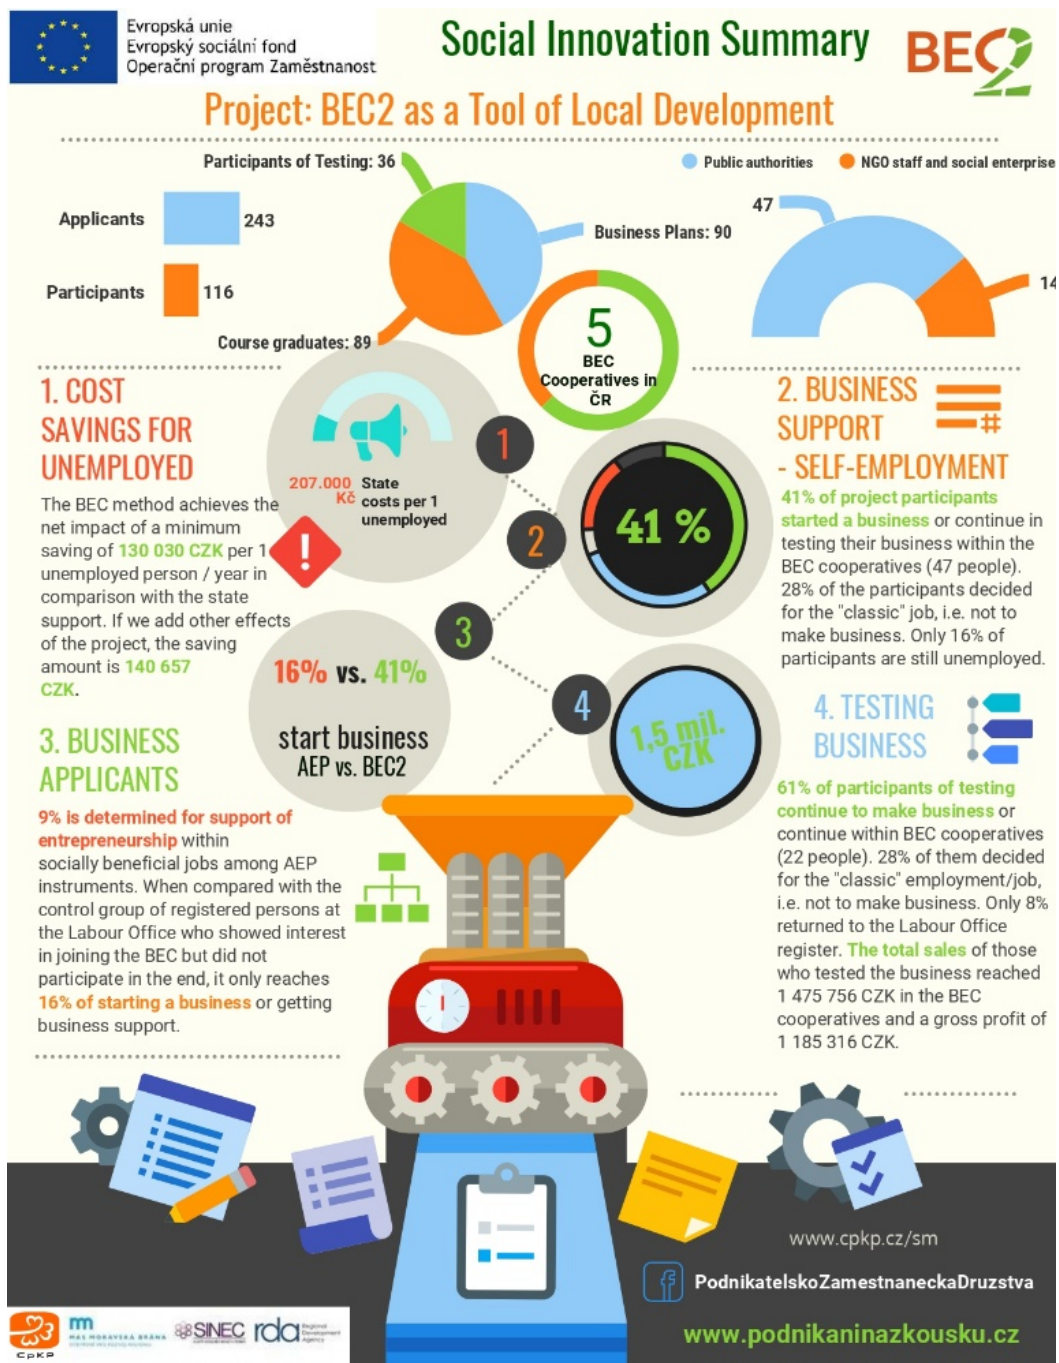 Evropská unie
Evropský sociální fond
Operační program Zaměstnanost
Social Innovation Summary
BEC2
Project: BEC2 as a Tool of Local Development
Participants of Testing: 36
Public authorities
NGO staff and social enterprise
Applicants
243
Business Plans: 90
47
Participants
116
14
Course graduates: 89
5
BEC
Cooperatives in
ČR
1. COST
SAVINGS FOR
UNEMPLOYED
The BEC method achieves the
net impact of a minimum
saving of 130 030 CZK per 1
unemployed person / year in
comparison with the state
support. If we add other effects
of the project, the saving
amount is 140 657
CZK.
207.000
Kč
State
costs per 1
unemployed
!
1
2
3
4
41 %
2. BUSINESS
SUPPORT
- SELF-EMPLOYMENT
#
41% of project participants
started a business or continue in
testing their business within the
BEC cooperatives (47 people).
28% of the participants decided
for the "classic" job, i.e. not to
make business. Only 16% of
participants are still unemployed.
16% vs. 41%
start business
AEP vs. BEC2
1,5 mil.
CZK
3. BUSINESS
APPLICANTS
9% is determined for support of
entrepreneurship within
socially beneficial jobs among AEP
instruments. When compared with the
control group of registered persons at
the Labour Office who showed interest
in joining the BEC but did not
participate in the end, it only reaches
16% of starting a business or getting
business support.
4. TESTING
BUSINESS
61% of participants of testing
continue to make business or
continue within BEC cooperatives
(22 people). 28% of them decided
for the "classic" employment/job,
i.e. not to make business. Only 8%
returned to the Labour Office
register. The total sales of those
who tested the business reached
1 475 756 CZK in the BEC
cooperatives and a gross profit of
1 185 316 CZK.
www.cpkp.cz/sm
PodnikatelskoZamestnaneckaDruzstva
www.podnikaninazkousku.cz
CpKP
MAS MORAVSKÁ BRÁNA
SINEC
rda
Regional
Development
Agency